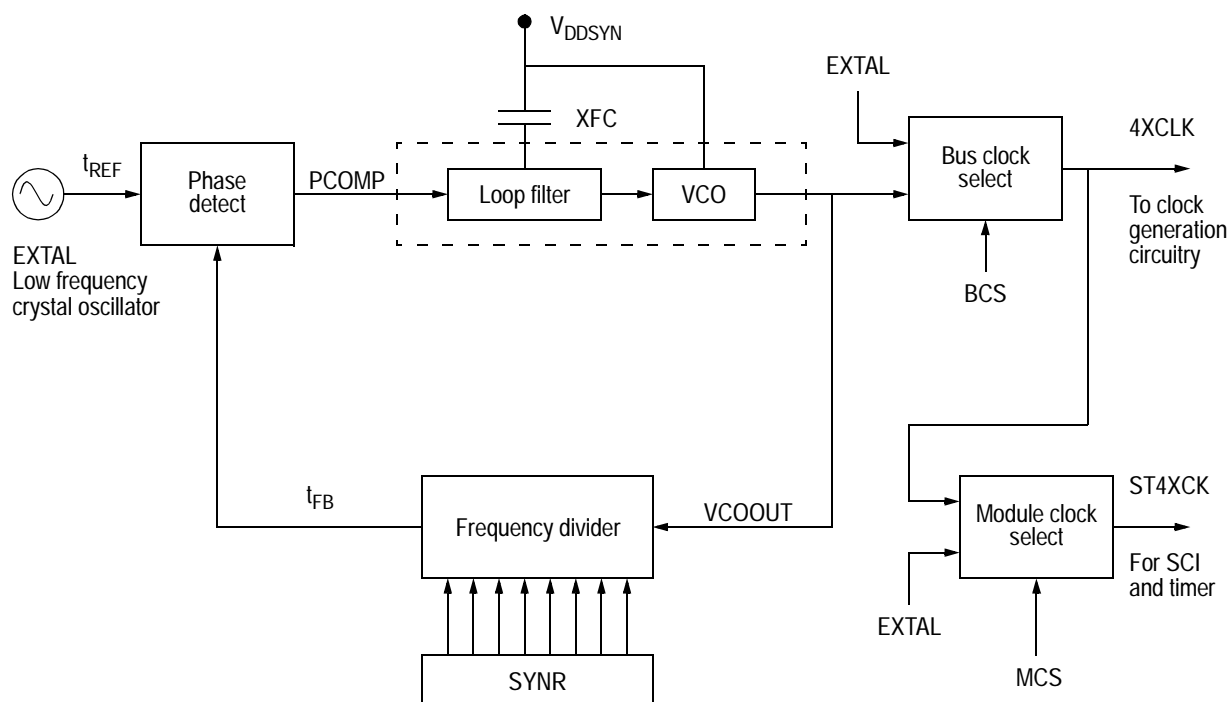 V_DDSYN
EXTAL
XFC
4XCLK
t_REF
Phase
detect
PCOMP
Loop filter
VCO
Bus clock
select
To clock
generation
circuitry
EXTAL
Low frequency
crystal oscillator
BCS
t_FB
Frequency divider
VCOOUT
ST4XCK
Module clock
select
For SCI
and timer
EXTAL
SYNR
MCS